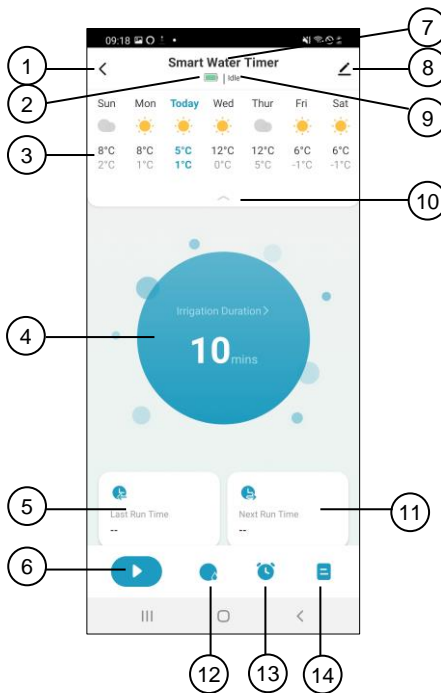 7
09:18
1
Smart Water Timer
8
2
Idle
9
Sun Mon Today Wed Thur Fri Sat
3
8°C 8°C 5°C 12°C 12°C 6°C 6°C
2°C 1°C 1°C 0°C 5°C -1°C -1°C
10
Irrigation Duration >
4
10 mins
5
Last Run Time
--
Next Run Time
--
11
6
12
13
14